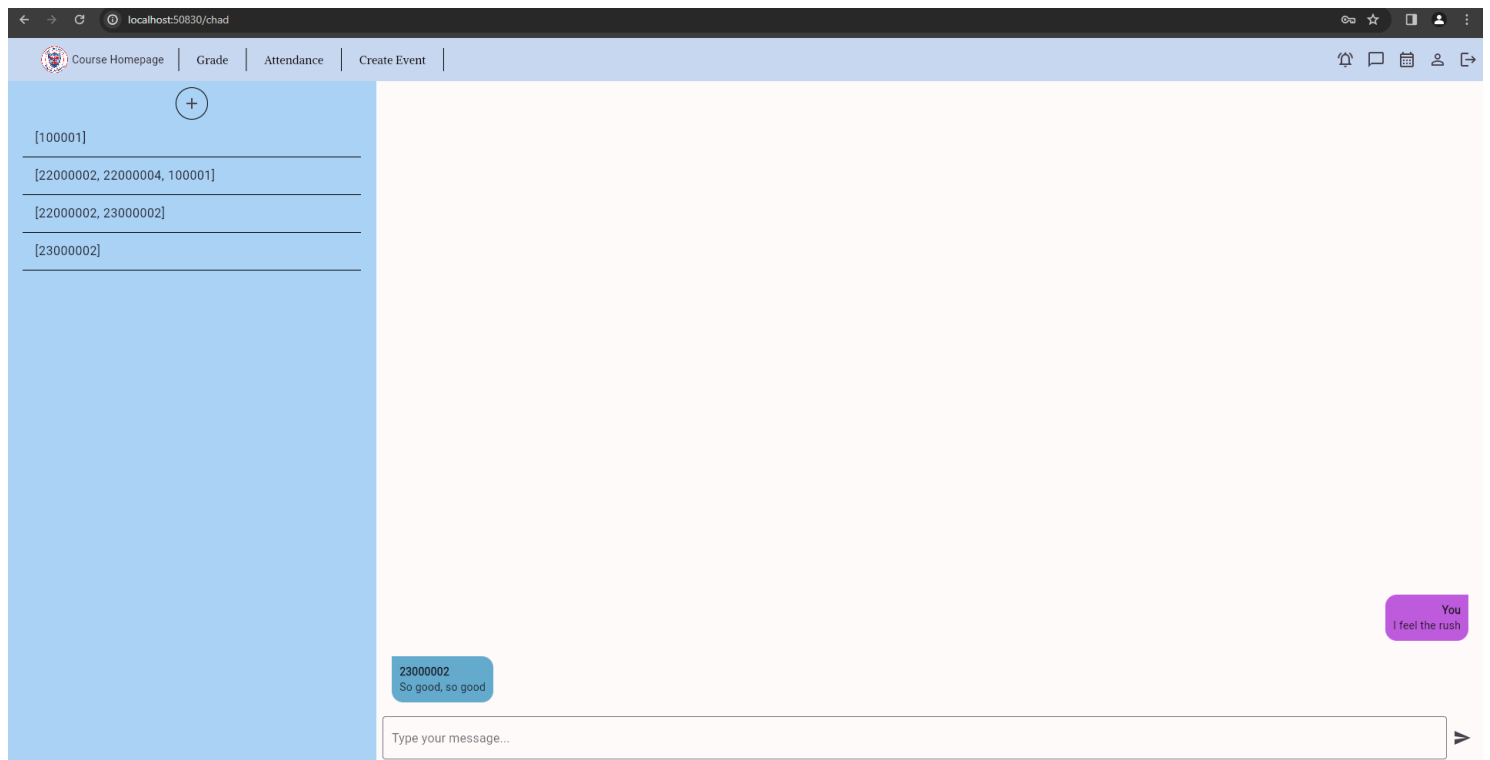 localhost:50830/chad
Course Homepage Grade Attendance Create Event
[100001]
[22000002, 22000004, 100001]
[22000002, 23000002]
[23000002]
You
I feel the rush
23000002
So good, so good
Type your message...